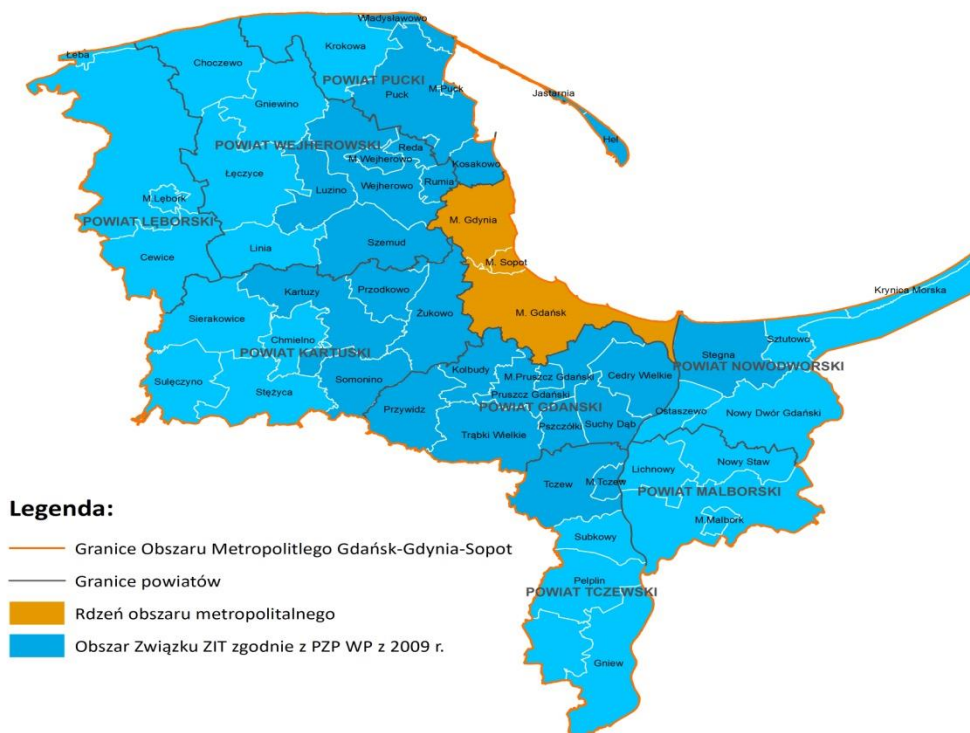 Władysławowo
Krokowa
Łeba
Choczewo
POWIAT PUCKI
Puck
M.Puck
Jastarnia
Gniewino
Hel
POWIAT WEJHEROWSKI
Reda
M.Wejherowo
Kosakowo
Łęczyce
Luzino
Wejherowo
Rumia
M.Lębork
POWIAT LĘBORSKI
M. Gdynia
Cewice
Linia
Szemud
M. Sopot
Krynica Morska
Kartuzy
Przodkowo
Sierakowice
Żukowo
M. Gdańsk
Chmielno
POWIAT KARTUSKI
Sztutowo
Stegna
POWIAT NOWODWORSKI
Kolbudy
M.Pruszcz Gdański
Cedry Wielkie
Sulęczyno
Stężyca
Somonino
Pruszcz Gdański
POWIAT GDAŃSKI
Przywidz
Ostaszewo
Nowy Dwór Gdański
Pszczółki
Suchy Dąb
Trąbki Wielkie
Lichnowy
Nowy Staw
Tczew
M.Tczew
POWIAT MALBORSKI
M.Malbork
Subkowy
Pelplin
POWIAT TCZEWSKI
Gniew
Legenda:
Granice Obszaru Metropolitlego Gdańsk-Gdynia-Sopot
Granice powiatów
Rdzeń obszaru metropolitalnego
Obszar Związku ZIT zgodnie z PZP WP z 2009 r.